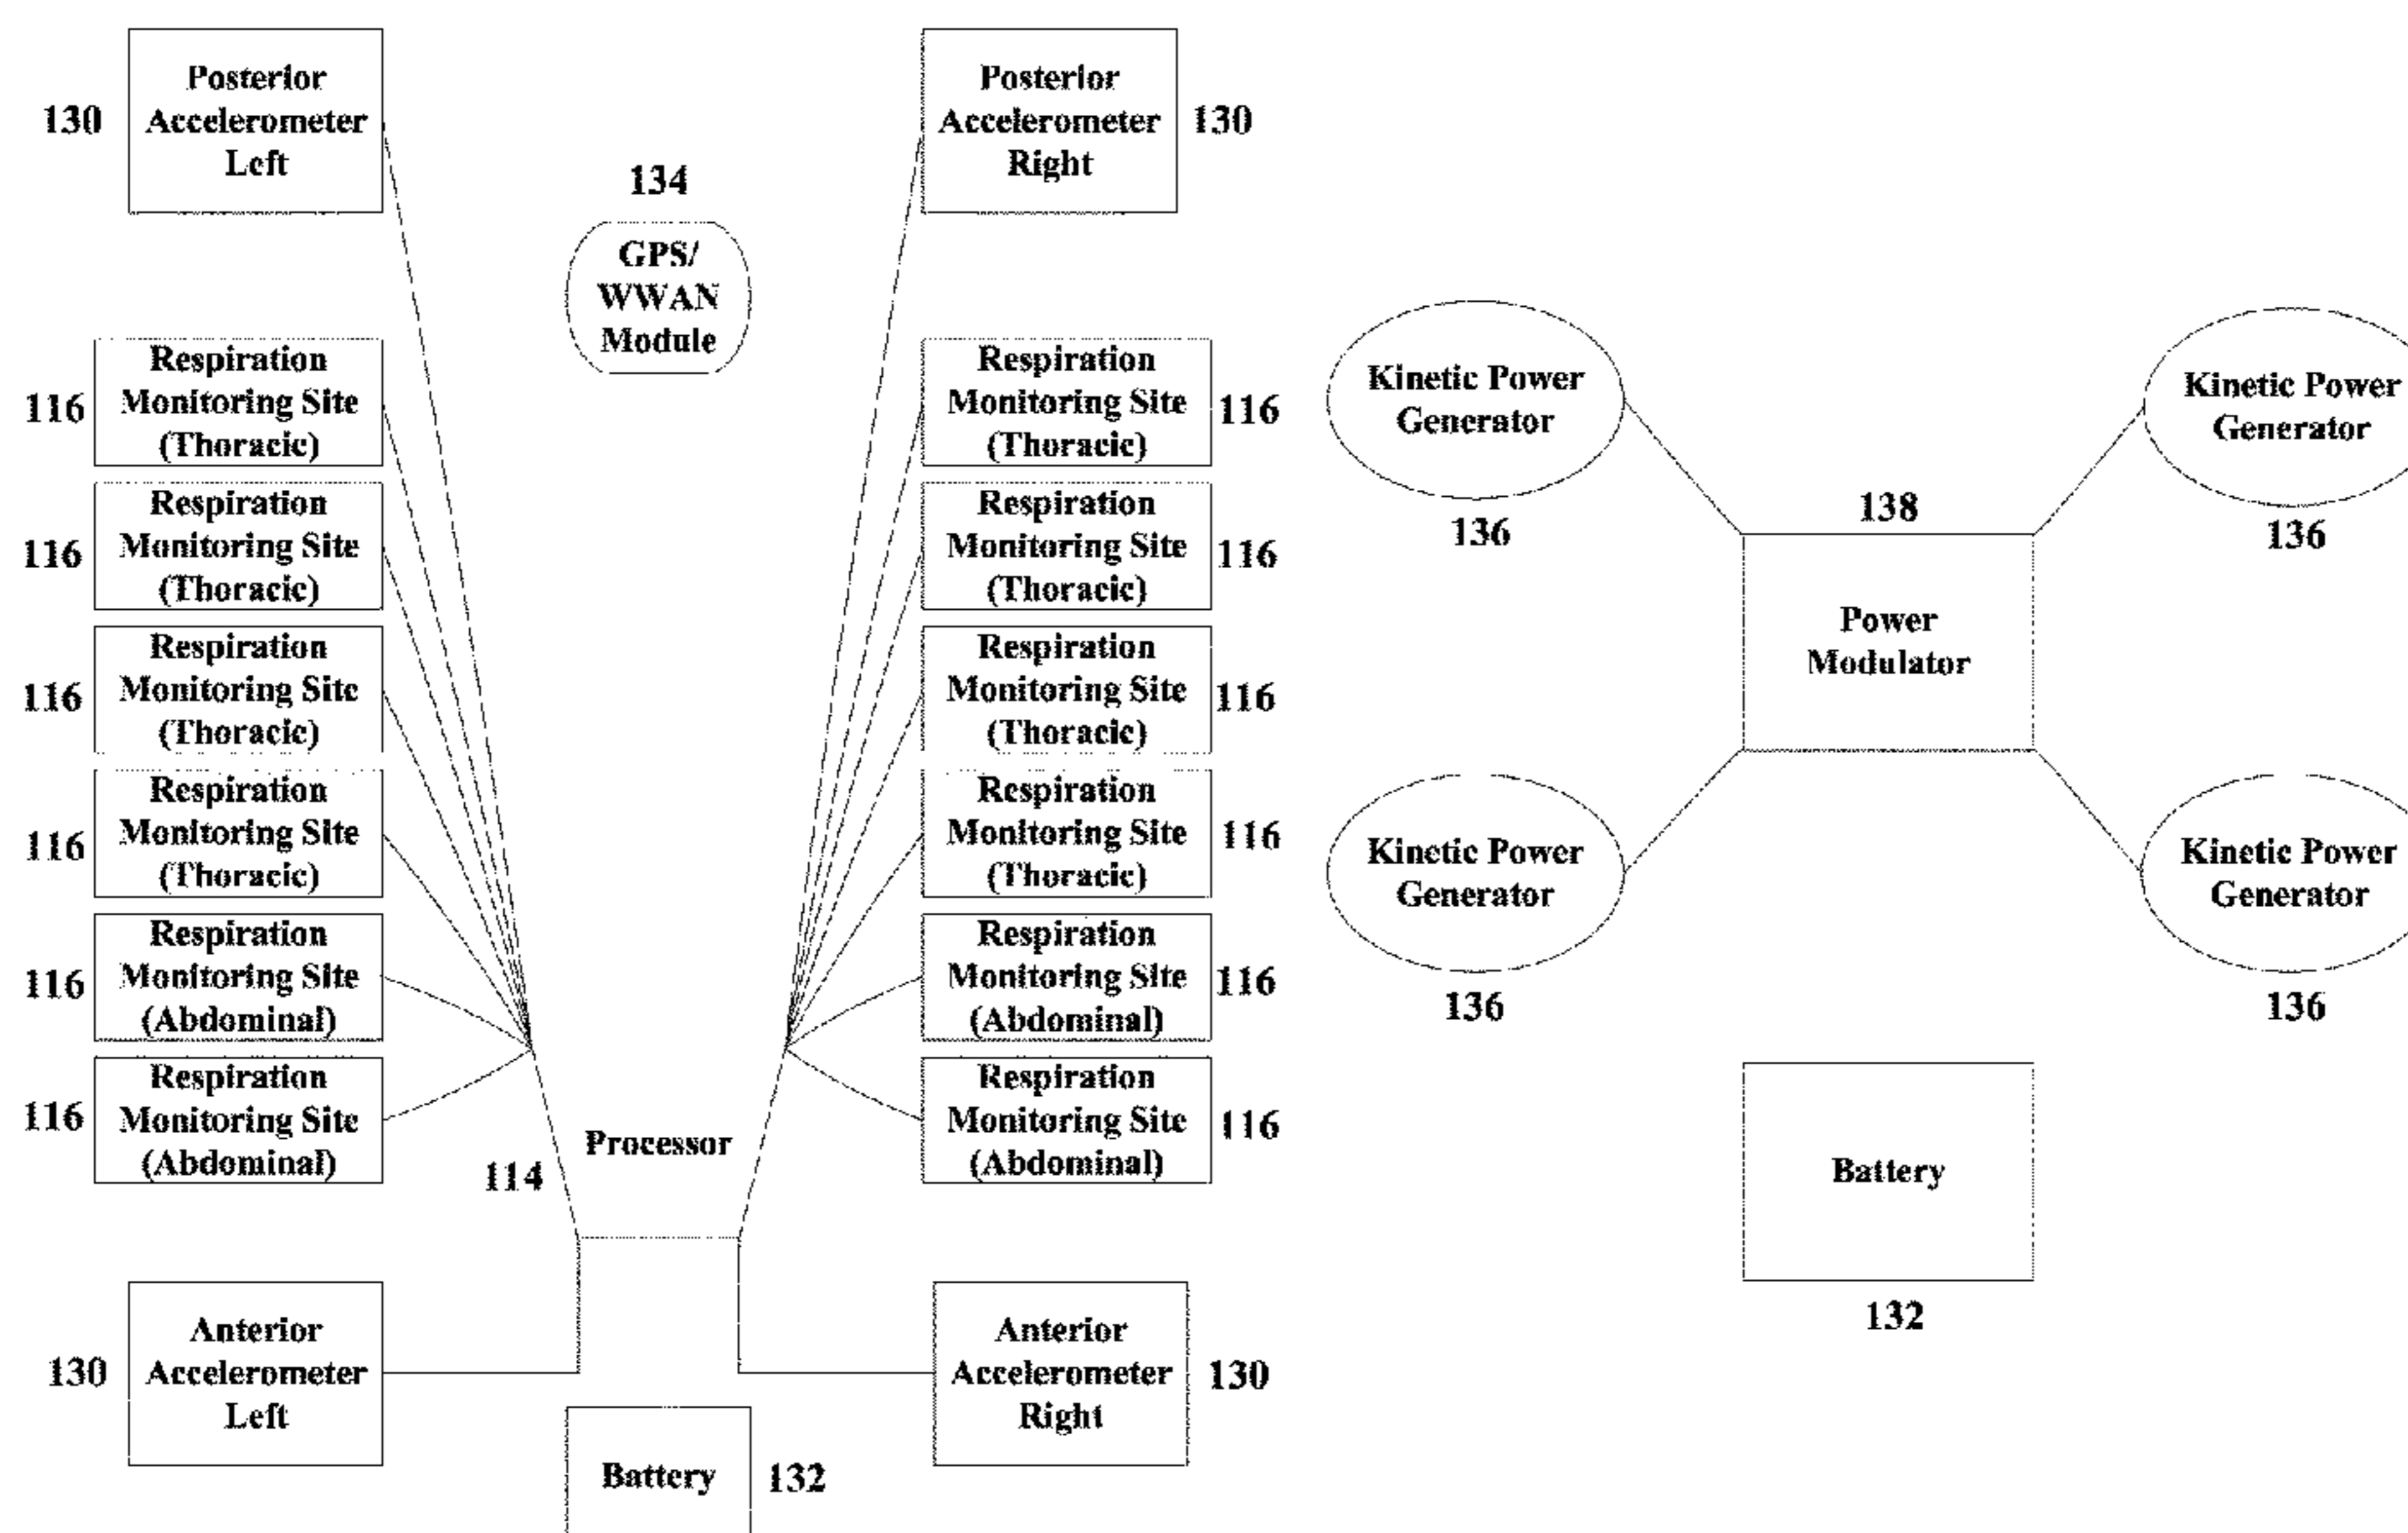 130
Posterior
Accelerometer
Left
Posterior
Accelerometer
Right
130
134
GPS/
WWAN
Module
116
Respiration
Monitoring Site
(Thoracic)
116
Respiration
Monitoring Site
(Thoracic)
116
Respiration
Monitoring Site
(Thoracic)
116
Respiration
Monitoring Site
(Thoracic)
116
Respiration
Monitoring Site
(Abdominal)
116
Respiration
Monitoring Site
(Abdominal)
Respiration
Monitoring Site
(Thoracic)
116
Respiration
Monitoring Site
(Thoracic)
116
Respiration
Monitoring Site
(Thoracic)
116
Respiration
Monitoring Site
(Thoracic)
116
Respiration
Monitoring Site
(Abdominal)
116
Respiration
Monitoring Site
(Abdominal)
116
Processor
114
130
Anterior
Accelerometer
Left
Anterior
Accelerometer
Right
130
Battery
132
Kinetic Power
Generator
136
Kinetic Power
Generator
136
138
Power
Modulator
Kinetic Power
Generator
136
Kinetic Power
Generator
136
Battery
132